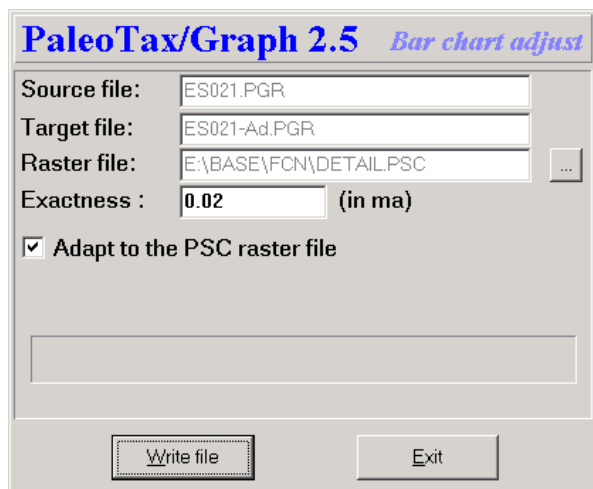 PaleoTax/Graph 2.5 Bar chart adjust
Source file: ES021.PGR
Target file: ES021-Ad.PGR
Raster file: E:\BASE\FCN\DETAIL.PSC ...
Exactness : 0.02 (in ma)
Adapt to the PSC raster file
Write file Exit